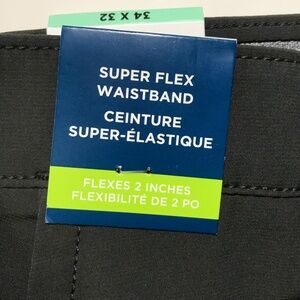 34 X 32
SUPER FLEX
WAISTBAND
CEINTURE
SUPER-ÉLASTIQUE
FLEXES 2 INCHES
FLEXIBILITÉ DE 2 PO